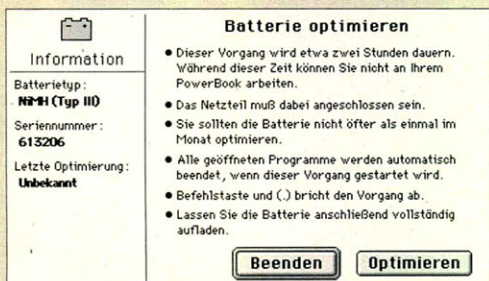 Information
Batterietyp:
NiMH (Typ III)
Seriennummer:
613206
Letzte Optimierung:
Unbekannt
Batterie optimieren
• Dieser Vorgang wird etwa zwei Stunden dauern.
Während dieser Zeit können Sie nicht an Ihrem
PowerBook arbeiten.
• Das Netzteil muß dabei angeschlossen sein.
• Sie sollten die Batterie nicht öfter als einmal im
Monat optimieren.
• Alle geöffneten Programme werden automatisch
beendet, wenn dieser Vorgang gestartet wird.
• Befehlstaste und (.) bricht den Vorgang ab.
• Lassen Sie die Batterie anschließend vollständig
aufladen.
Beenden
Optimieren